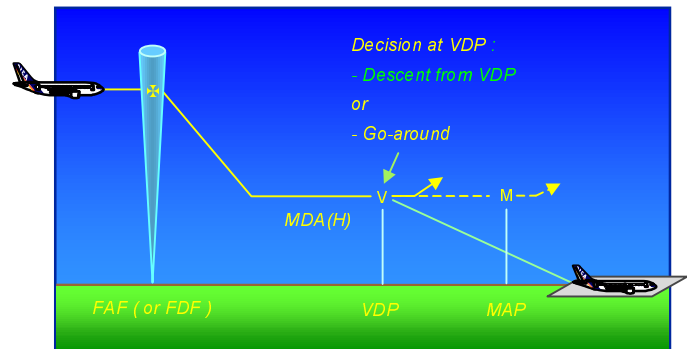 Decision at VDP :
- Descent from VDP
or
- Go-around
V
M
MDA(H)
FAF ( or FDF )
VDP
MAP